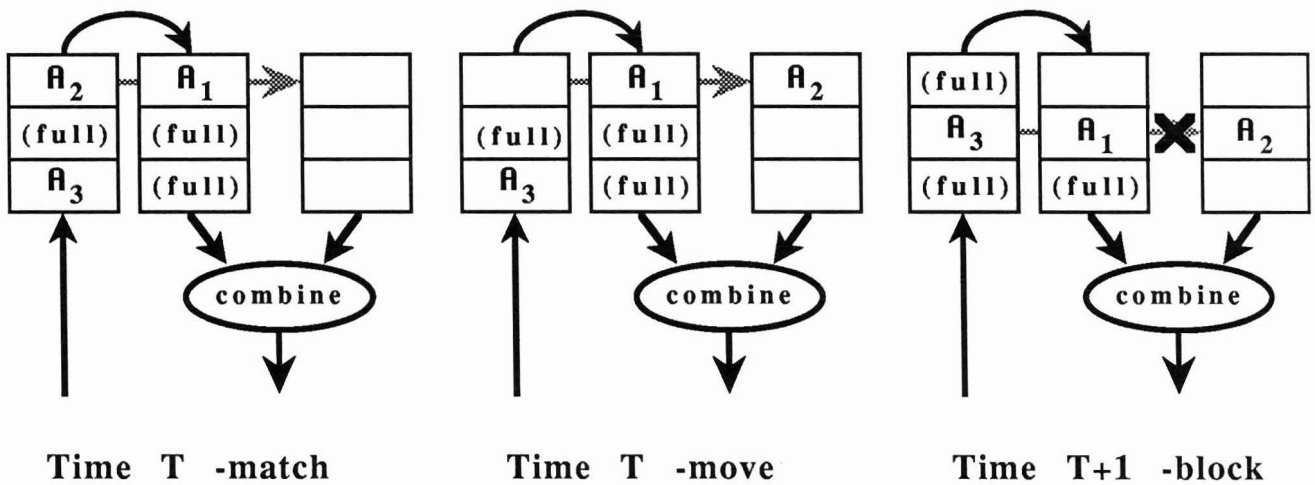 A2 A1
(full) (full)
A3 (full)
combine
Time T -match
A1 A2
(full) (full)
A3 (full)
combine
Time T -move
(full)
A3 A1 A2
(full) (full)
combine
Time T+1 -block